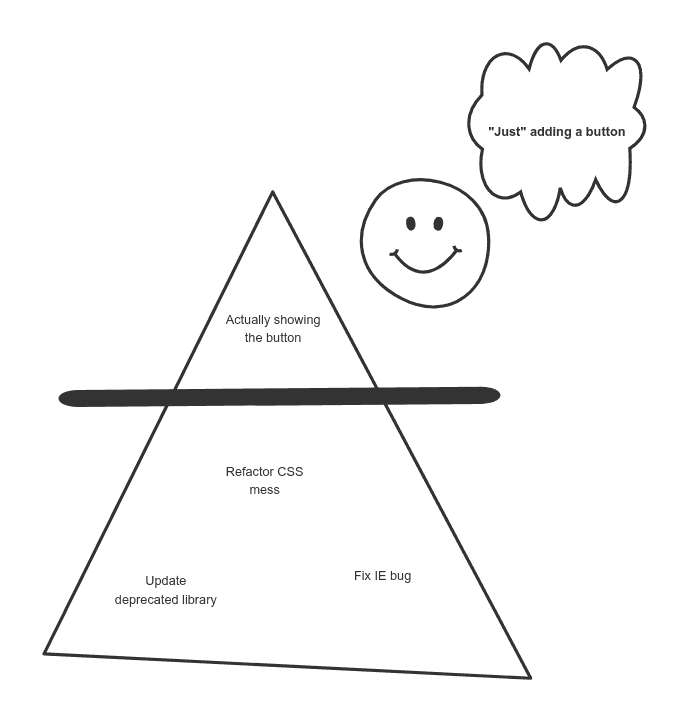 "Just" adding a button
Actually showing
the button
Refactor CSS
mess
Fix IE bug
Update
deprecated library